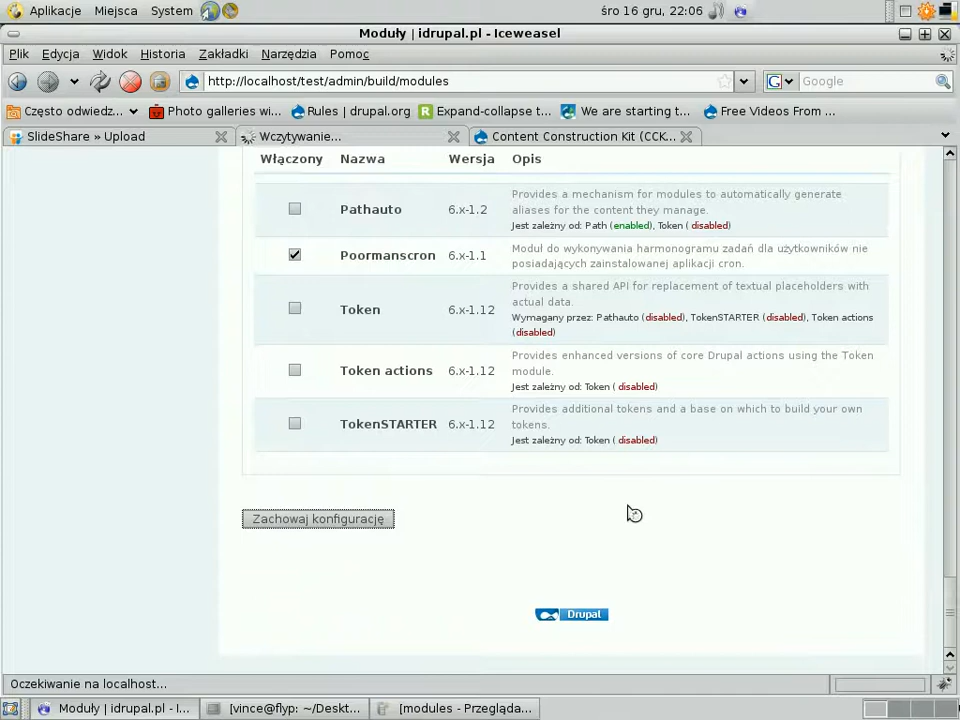 Aplikacje Miejsca System śro 16 gru, 22:06
Moduły | idrupal.pl - Iceweasel
Plik Edycja Widok Historia Zakładki Narzędzia Pomoc
http://localhost/test/admin/build/modules Google
Często odwiedz... Photo galleries wi... Rules | drupal.org Expand-collapse t... We are starting t... Free Videos From ...
SlideShare » Upload Wczytywanie... Content Construction Kit (CCK...
Włączony Nazwa Wersja Opis
Pathauto 6.x-1.2 Provides a mechanism for modules to automatically generate
aliases for the content they manage.
Jest zależny od: Path (enabled), Token ( disabled)
Poormanscron 6.x-1.1 Moduł do wykonywania harmonogramu zadań dla użytkowników nie
posiadających zainstalowanej aplikacji cron.
Token 6.x-1.12 Provides a shared API for replacement of textual placeholders with
actual data.
Wymagany przez: Pathauto (disabled), TokenSTARTER (disabled), Token actions
(disabled)
Token actions 6.x-1.12 Provides enhanced versions of core Drupal actions using the Token
module.
Jest zależny od: Token ( disabled)
TokenSTARTER 6.x-1.12 Provides additional tokens and a base on which to build your own
tokens.
Jest zależny od: Token ( disabled)
Zachowaj konfigurację
Drupal
Oczekiwanie na localhost...
Moduły | idrupal.pl - I... [vince@flyp: ~/Deskt... [modules - Przegląda...